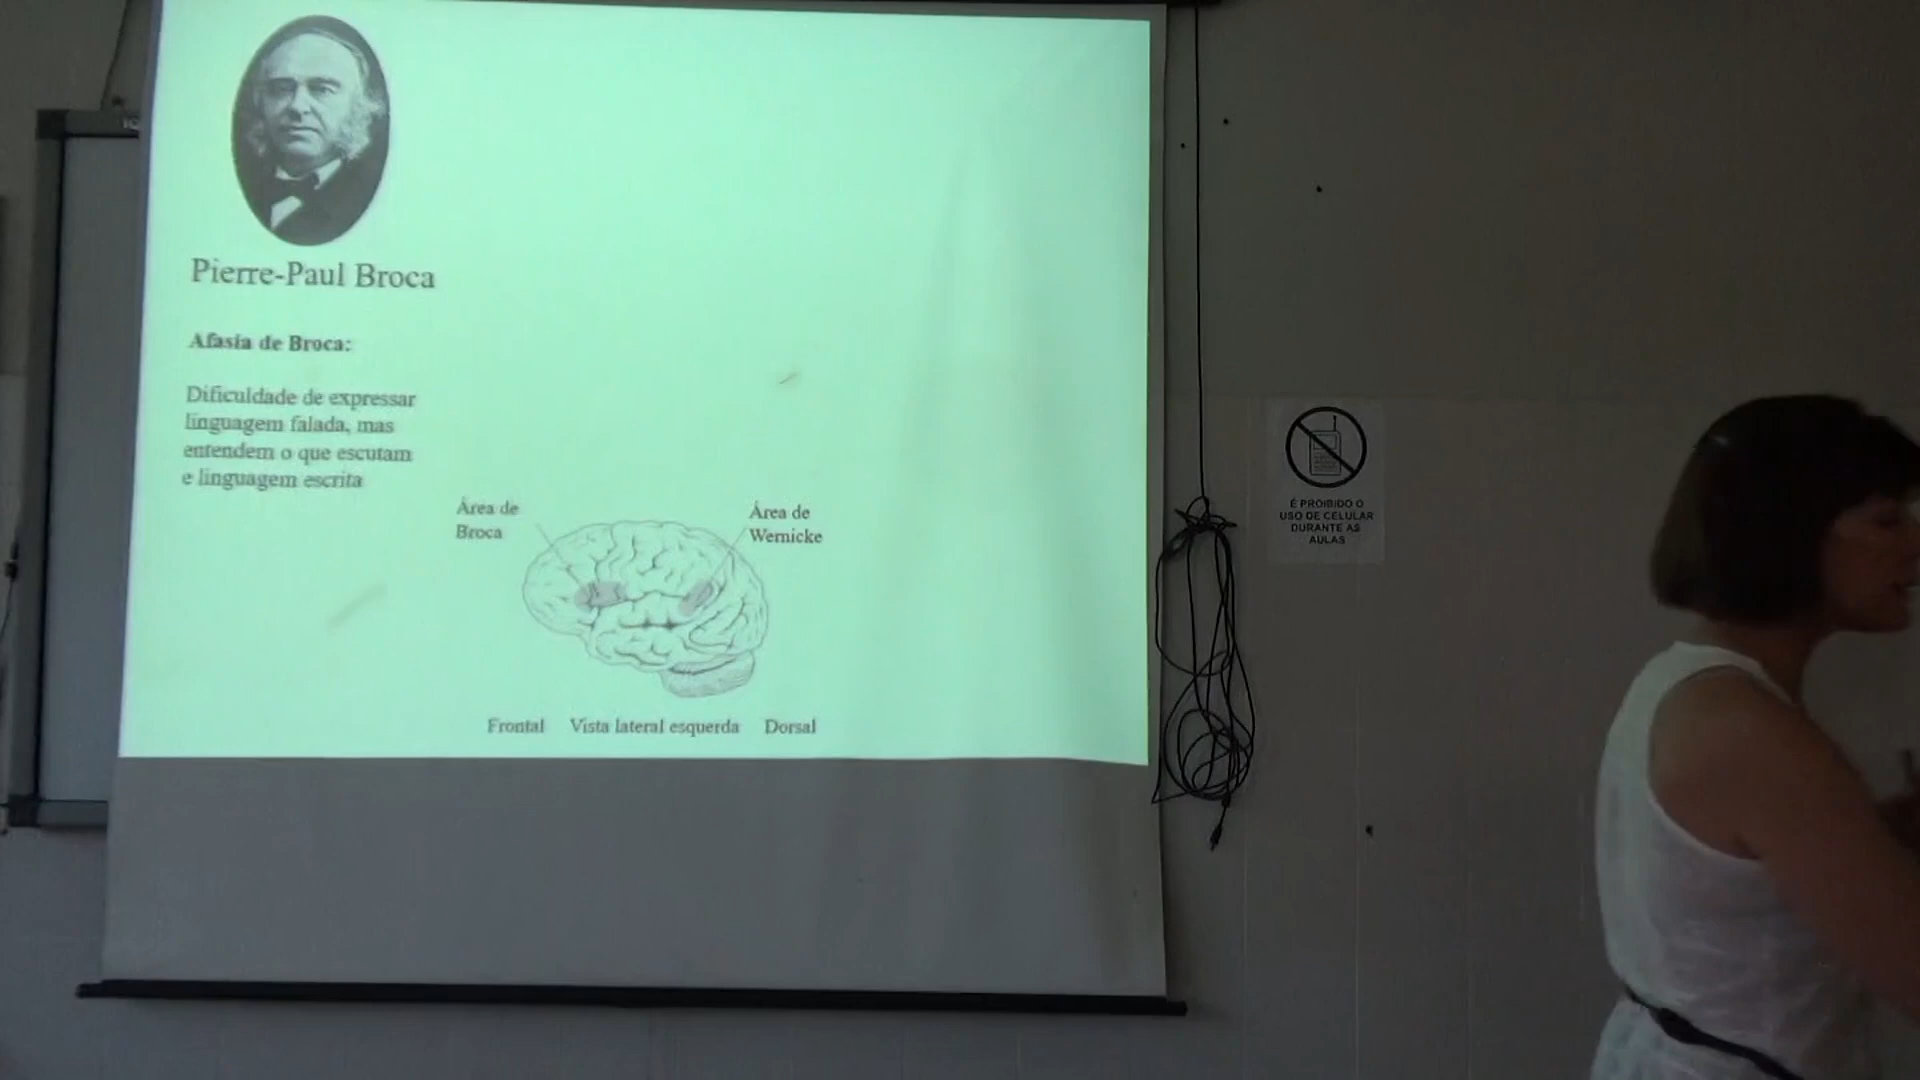 Pierre-Paul Broca
Afasia de Broca:
Dificuldade de expressar
linguagem falada, mas
entendem o que escutam
e linguagem escrita
Área de
Broca
Área de
Wernicke
Frontal Vista lateral esquerda Dorsal
É PROIBIDO O
USO DE CELULAR
DURANTE AS
AULAS